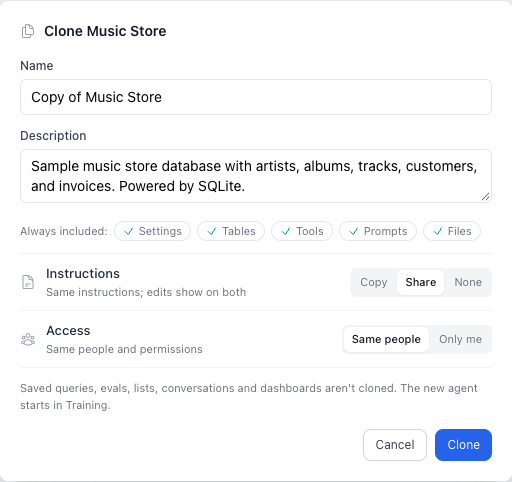 Clone Music Store
Name
Copy of Music Store
Description
Sample music store database with artists, albums, tracks, customers,
and invoices. Powered by SQLite.
Always included: Settings Tables Tools Prompts Files
Instructions
Same instructions; edits show on both
Copy Share None
Access
Same people and permissions
Same people Only me
Saved queries, evals, lists, conversations and dashboards aren't cloned. The new agent
starts in Training.
Cancel Clone